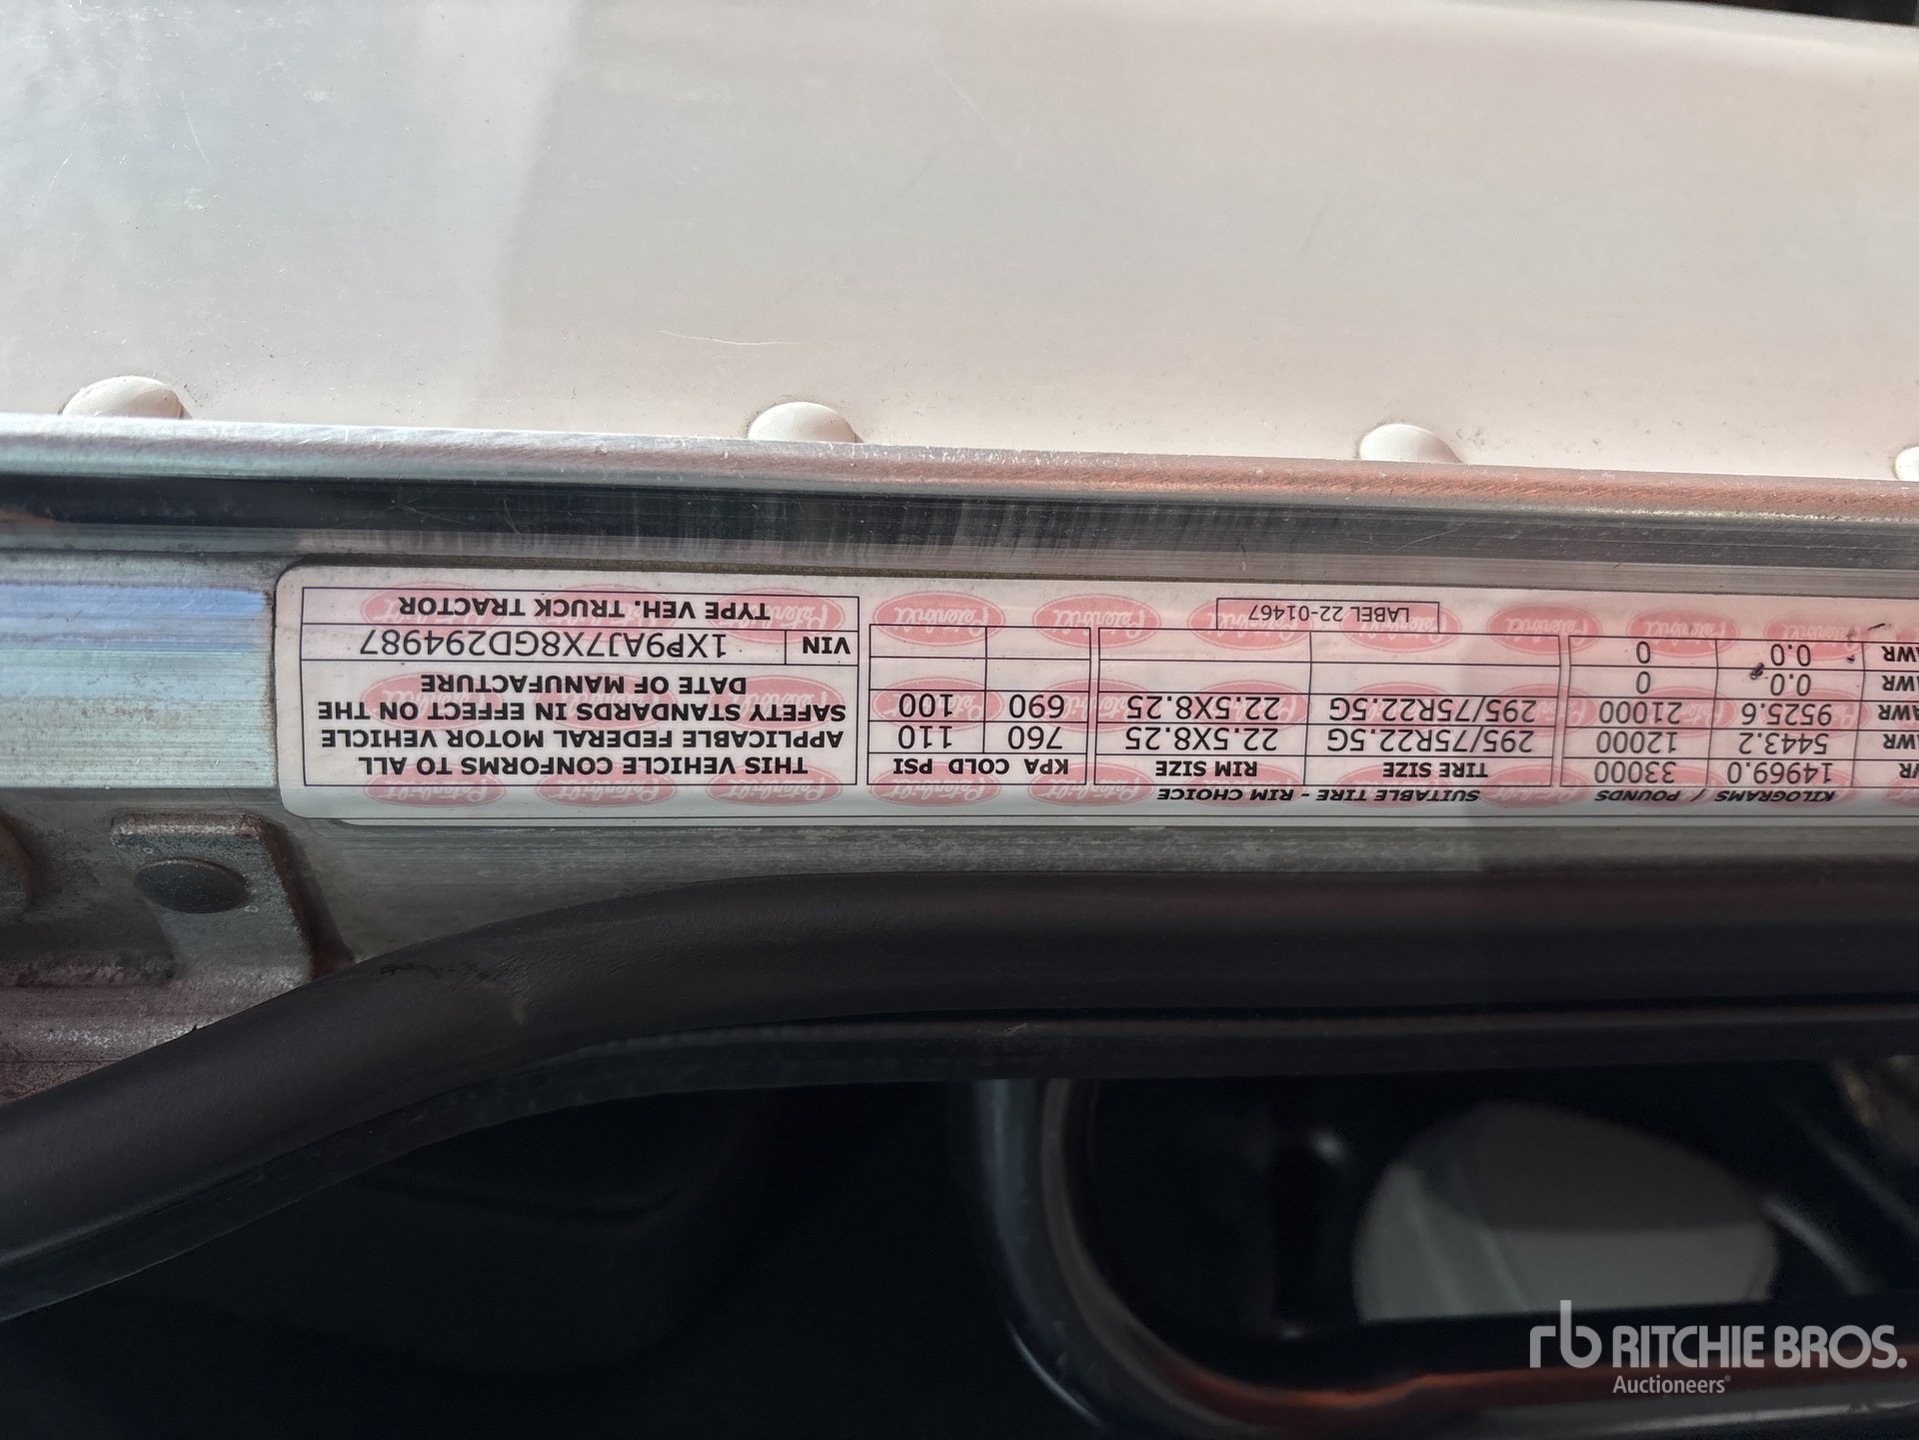 KILOGRAMS / POUNDS SUITABLE TIRE - RIM CHOICE
14969.0 33000 TIRE SIZE RIM SIZE KPA COLD PSI
5443.2 12000 295/75R22.5G 22.5X8.25 760 110
9525.6 21000 295/75R22.5G 22.5X8.25 690 100
0.0 0
0.0 0
LABEL 22-01467
THIS VEHICLE CONFORMS TO ALL
APPLICABLE FEDERAL MOTOR VEHICLE
SAFETY STANDARDS IN EFFECT ON THE
DATE OF MANUFACTURE
VIN 1XP9AJ7X8GD294987
TYPE VEH. TRUCK TRACTOR
Peterbilt
rb RITCHIE BROS.
Auctioneers®